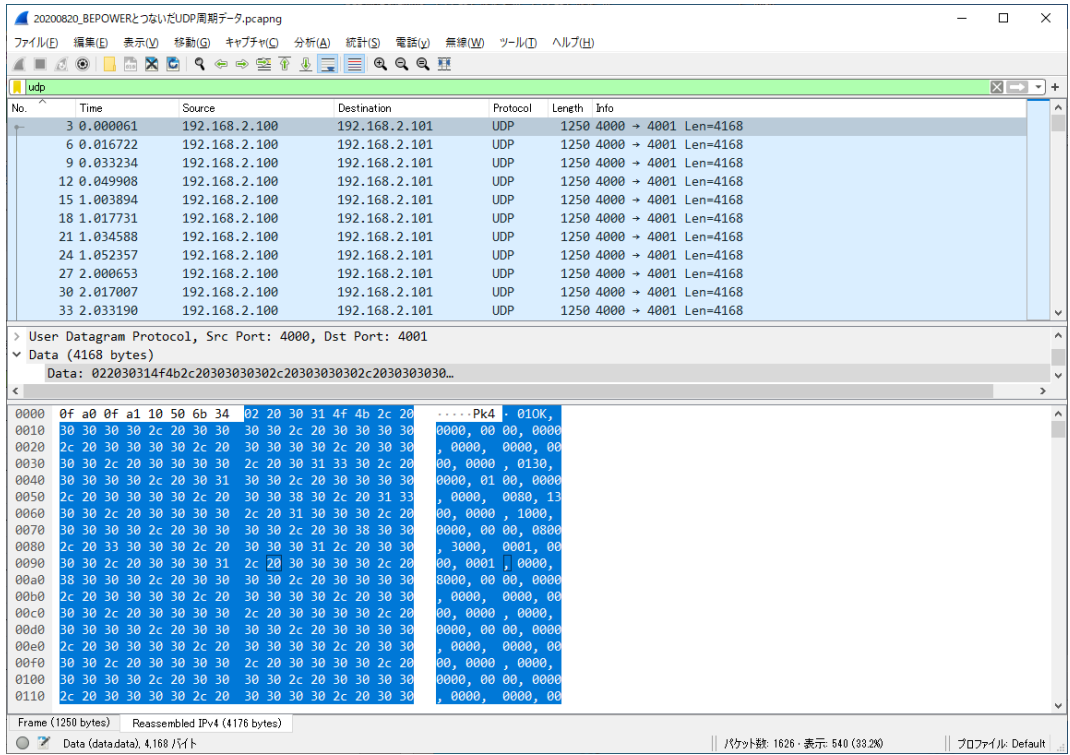 20200820_BEPOWERとつないだUDP周期データ.pcapng
ファイル(F) 編集(E) 表示(V) 移動(G) キャプチャ(C) 分析(A) 統計(S) 電話(y) 無線(W) ツール(T) ヘルプ(H)
udp
No. Time Source Destination Protocol Length Info
3 0.000061 192.168.2.100 192.168.2.101 UDP 1250 4000 → 4001 Len=4168
6 0.016722 192.168.2.100 192.168.2.101 UDP 1250 4000 → 4001 Len=4168
9 0.033234 192.168.2.100 192.168.2.101 UDP 1250 4000 → 4001 Len=4168
12 0.049908 192.168.2.100 192.168.2.101 UDP 1250 4000 → 4001 Len=4168
15 1.003894 192.168.2.100 192.168.2.101 UDP 1250 4000 → 4001 Len=4168
18 1.017731 192.168.2.100 192.168.2.101 UDP 1250 4000 → 4001 Len=4168
21 1.034588 192.168.2.100 192.168.2.101 UDP 1250 4000 → 4001 Len=4168
24 1.052357 192.168.2.100 192.168.2.101 UDP 1250 4000 → 4001 Len=4168
27 2.000653 192.168.2.100 192.168.2.101 UDP 1250 4000 → 4001 Len=4168
30 2.017007 192.168.2.100 192.168.2.101 UDP 1250 4000 → 4001 Len=4168
33 2.033190 192.168.2.100 192.168.2.101 UDP 1250 4000 → 4001 Len=4168
User Datagram Protocol, Src Port: 4000, Dst Port: 4001
Data (4168 bytes)
Data: 022030314f4b2c20303030302c20303030302c2030303030…
0000 0f a0 0f a1 10 50 6b 34 02 20 30 31 4f 4b 2c 20 ·····Pk4 · 01OK,
0010 30 30 30 30 2c 20 30 30 30 30 2c 20 30 30 30 30 0000, 00 00, 0000
0020 2c 20 30 30 30 30 2c 20 30 30 30 30 2c 20 30 30 , 0000, 0000, 00
0030 30 30 2c 20 30 30 30 30 2c 20 30 31 33 30 2c 20 00, 0000 , 0130,
0040 30 30 30 30 2c 20 30 31 30 30 2c 20 30 30 30 30 0000, 01 00, 0000
0050 2c 20 30 30 30 30 2c 20 30 30 38 30 2c 20 31 33 , 0000, 0080, 13
0060 30 30 2c 20 30 30 30 30 2c 20 31 30 30 30 2c 20 00, 0000 , 1000,
0070 30 30 30 30 2c 20 30 30 30 30 2c 20 30 38 30 30 0000, 00 00, 0800
0080 2c 20 33 30 30 30 2c 20 30 30 30 31 2c 20 30 30 , 3000, 0001, 00
0090 30 30 2c 20 30 30 30 31 2c 20 30 30 30 30 2c 20 00, 0001 , 0000,
00a0 38 30 30 30 2c 20 30 30 30 30 2c 20 30 30 30 30 8000, 00 00, 0000
00b0 2c 20 30 30 30 30 2c 20 30 30 30 30 2c 20 30 30 , 0000, 0000, 00
00c0 30 30 2c 20 30 30 30 30 2c 20 30 30 30 30 2c 20 00, 0000 , 0000,
00d0 30 30 30 30 2c 20 30 30 30 30 2c 20 30 30 30 30 0000, 00 00, 0000
00e0 2c 20 30 30 30 30 2c 20 30 30 30 30 2c 20 30 30 , 0000, 0000, 00
00f0 30 30 2c 20 30 30 30 30 2c 20 30 30 30 30 2c 20 00, 0000 , 0000,
0100 30 30 30 30 2c 20 30 30 30 30 2c 20 30 30 30 30 0000, 00 00, 0000
0110 2c 20 30 30 30 30 2c 20 30 30 30 30 2c 20 30 30 , 0000, 0000, 00
Frame (1250 bytes) Reassembled IPv4 (4176 bytes)
Data (data.data), 4,168 バイト パケット数: 1626 · 表示: 540 (33.2%) プロファイル: Default